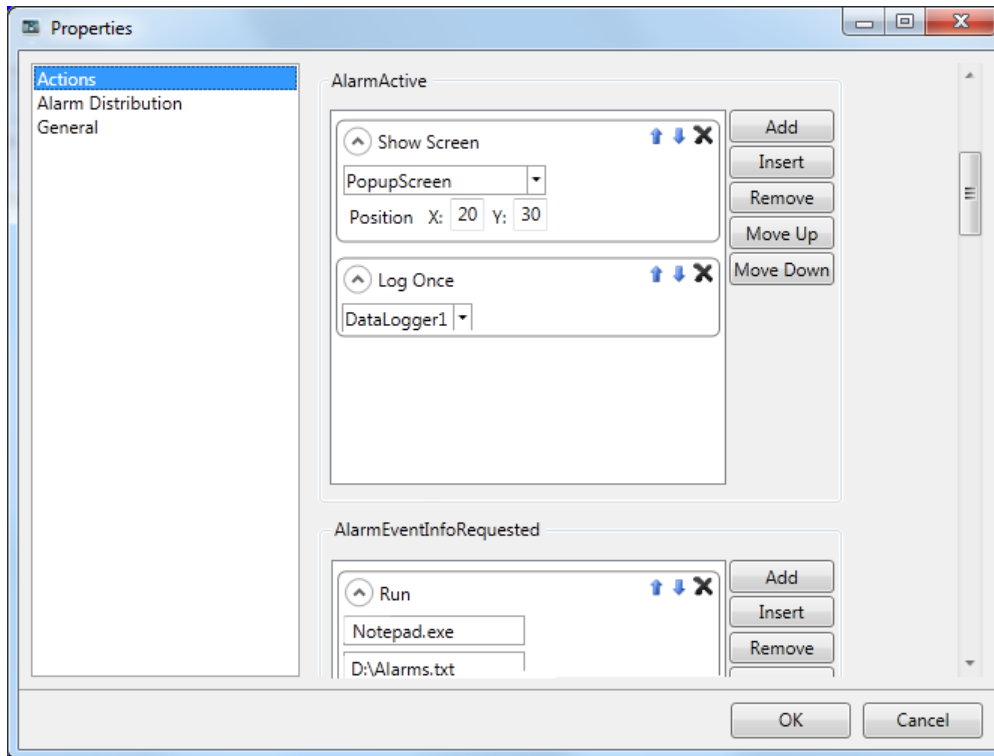 Properties
Actions
Alarm Distribution
General
AlarmActive
Show Screen
PopupScreen
Position X: 20 Y: 30
Log Once
DataLogger1
Add
Insert
Remove
Move Up
Move Down
AlarmEventInfoRequested
Run
Notepad.exe
D:\Alarms.txt
Add
Insert
Remove
OK
Cancel